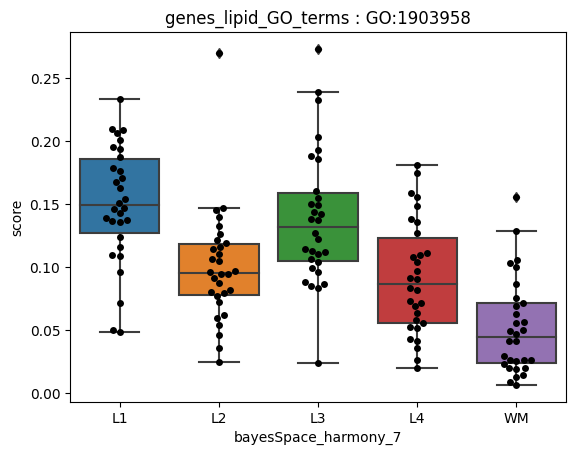 genes_lipid_GO_terms : GO:1903958
score
0.25
0.20
0.15
0.10
0.05
0.00
L1 L2 L3 L4 WM
bayesSpace_harmony_7